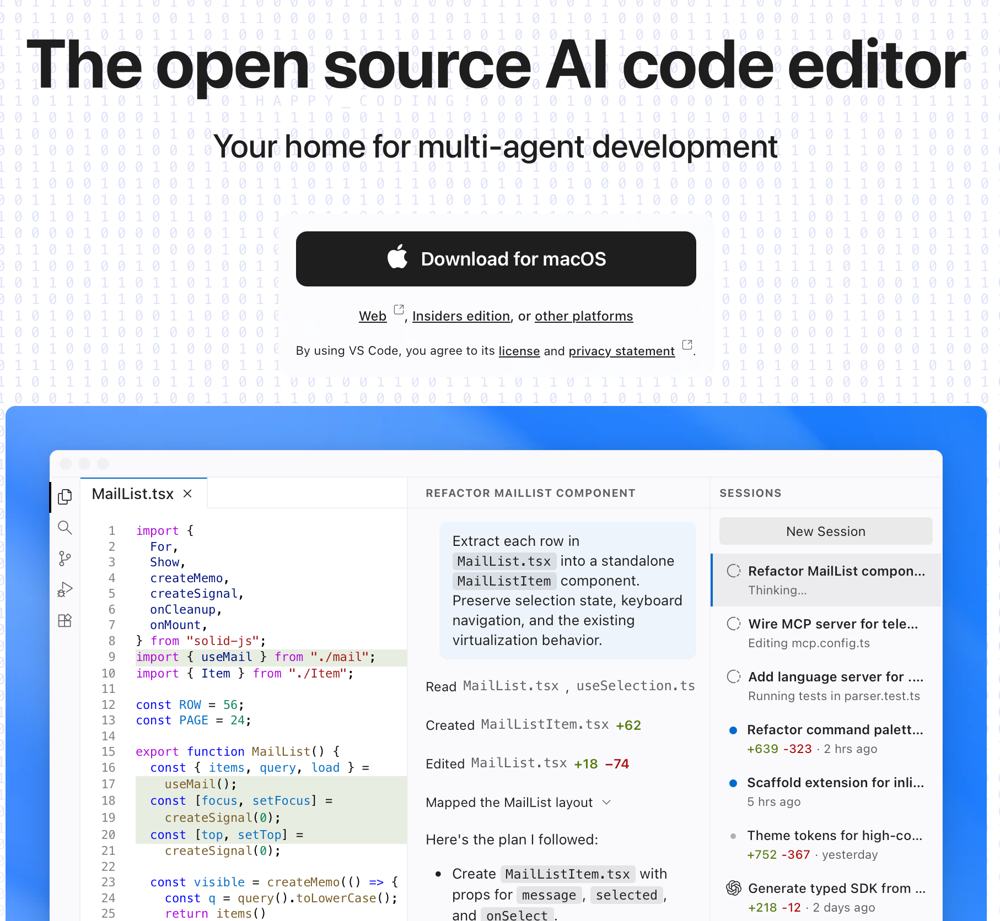 The open source AI code editor
HAPPY_CODING!
Your home for multi-agent development
Download for macOS
Web, Insiders edition, or other platforms
By using VS Code, you agree to its license and privacy statement.
MailList.tsx
1 import {
2 For,
3 Show,
4 createMemo,
5 createSignal,
6 onCleanup,
7 onMount,
8 } from "solid-js";
9 import { useMail } from "./mail";
10 import { Item } from "./Item";
11
12 const ROW = 56;
13 const PAGE = 24;
14
15 export function MailList() {
16 const { items, query, load } =
17 useMail();
18 const [focus, setFocus] =
19 createSignal(0);
20 const [top, setTop] =
21 createSignal(0);
22
23 const visible = createMemo(() => {
24 const q = query().toLowerCase();
25 return items()
REFACTOR MAILLIST COMPONENT
Extract each row in
MailList.tsx into a standalone
MailListItem component.
Preserve selection state, keyboard
navigation, and the existing
virtualization behavior.
Read MailList.tsx , useSelection.ts
Created MailListItem.tsx +62
Edited MailList.tsx +18 −74
Mapped the MailList layout
Here's the plan I followed:
• Create MailListItem.tsx with
props for message, selected,
and onSelect.
SESSIONS
New Session
Refactor MailList compon...
Thinking...
Wire MCP server for tele...
Editing mcp.config.ts
Add language server for ....
Running tests in parser.test.ts
Refactor command palett...
+639 -323 · 2 hrs ago
Scaffold extension for inli...
5 hrs ago
Theme tokens for high-co...
+752 -367 · yesterday
Generate typed SDK from ...
+218 -12 · 2 days ago